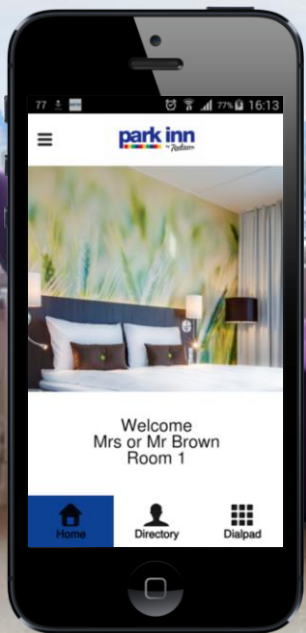 77 77% 16:13
park inn
by Radisson
Welcome
Mrs or Mr Brown
Room 1
Home
Directory
Dialpad